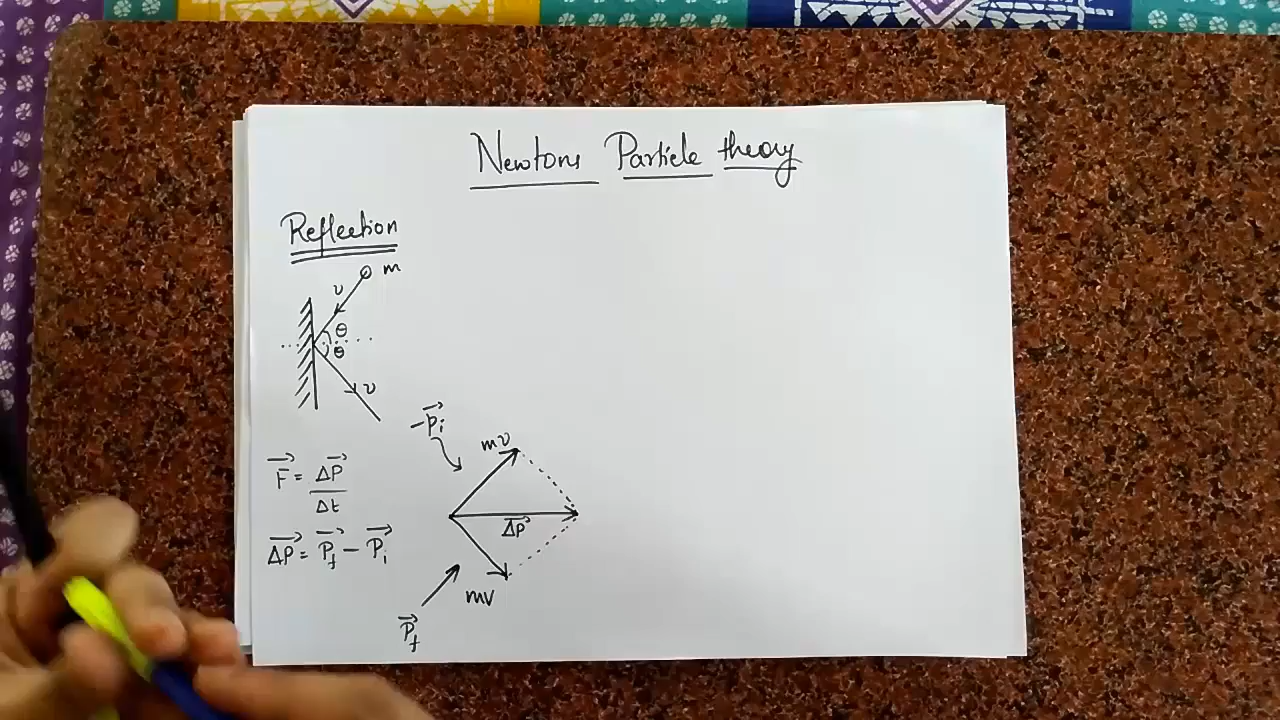 Newtons Particle theory
Reflection
m
v
θ
θ
v
-P⃗i
mv
F⃗ = ΔP⃗/Δt
ΔP⃗
ΔP⃗ = P⃗f - P⃗i
mv
P⃗f